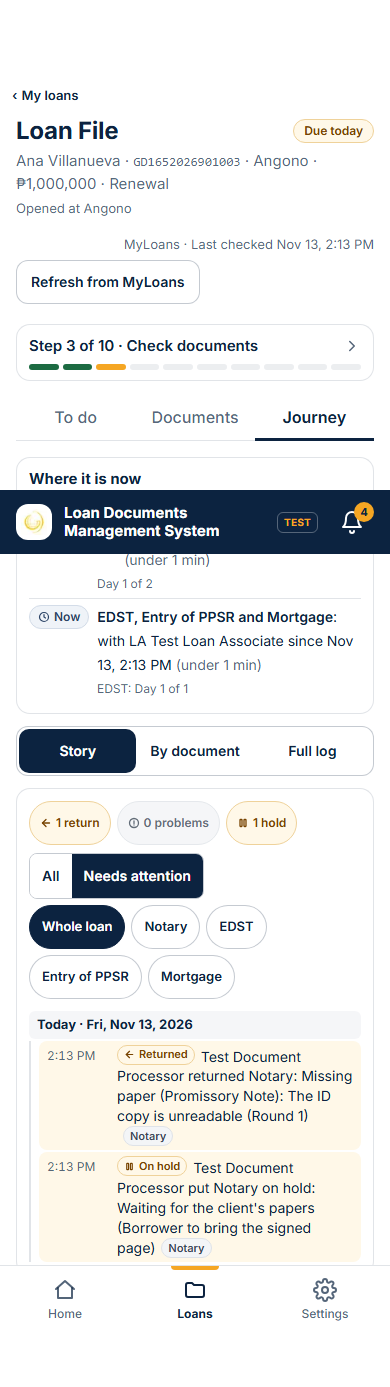 ‹ My loans
Loan File
Due today
Ana Villanueva · GD1652026901003 · Angono ·
₱1,000,000 · Renewal
Opened at Angono
MyLoans · Last checked Nov 13, 2:13 PM
Refresh from MyLoans
Step 3 of 10 · Check documents
To do
Documents
Journey
Where it is now
Loan Documents
Management System
TEST
4
(under 1 min)
Day 1 of 2
Now
EDST, Entry of PPSR and Mortgage:
with LA Test Loan Associate since Nov
13, 2:13 PM (under 1 min)
EDST: Day 1 of 1
Story
By document
Full log
1 return
0 problems
1 hold
All
Needs attention
Whole loan
Notary
EDST
Entry of PPSR
Mortgage
Today · Fri, Nov 13, 2026
2:13 PM
Returned Test Document
Processor returned Notary: Missing
paper (Promissory Note): The ID
copy is unreadable (Round 1)
Notary
2:13 PM
On hold Test Document
Processor put Notary on hold:
Waiting for the client's papers
(Borrower to bring the signed
page) Notary
Home
Loans
Settings